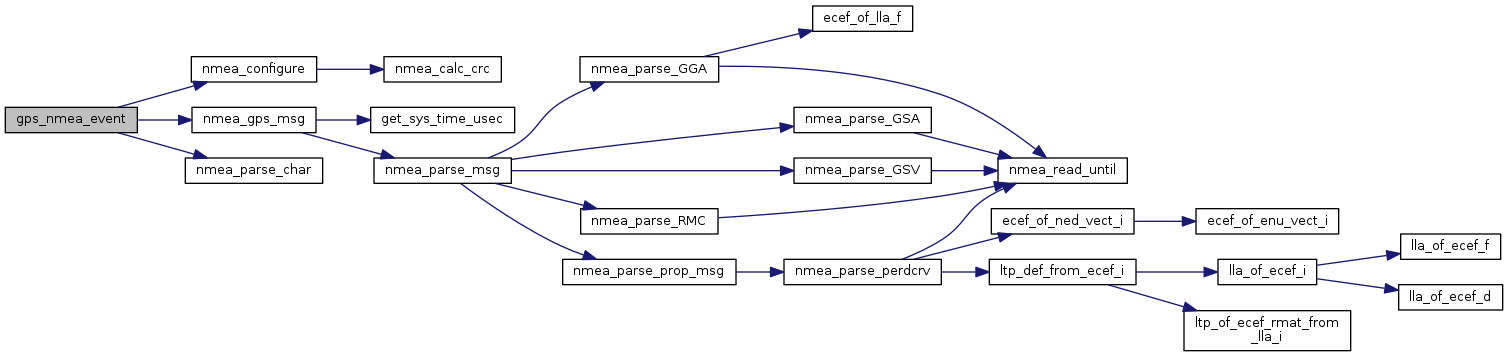 ecef_of_lla_f
nmea_configure
nmea_calc_crc
nmea_parse_GGA
gps_nmea_event
nmea_gps_msg
get_sys_time_usec
nmea_parse_GSA
nmea_parse_char
nmea_parse_msg
nmea_parse_GSV
nmea_read_until
nmea_parse_RMC
ecef_of_ned_vect_i
ecef_of_enu_vect_i
nmea_parse_prop_msg
nmea_parse_perdcrv
ltp_def_from_ecef_i
lla_of_ecef_i
lla_of_ecef_f
lla_of_ecef_d
ltp_of_ecef_rmat_from
_lla_i